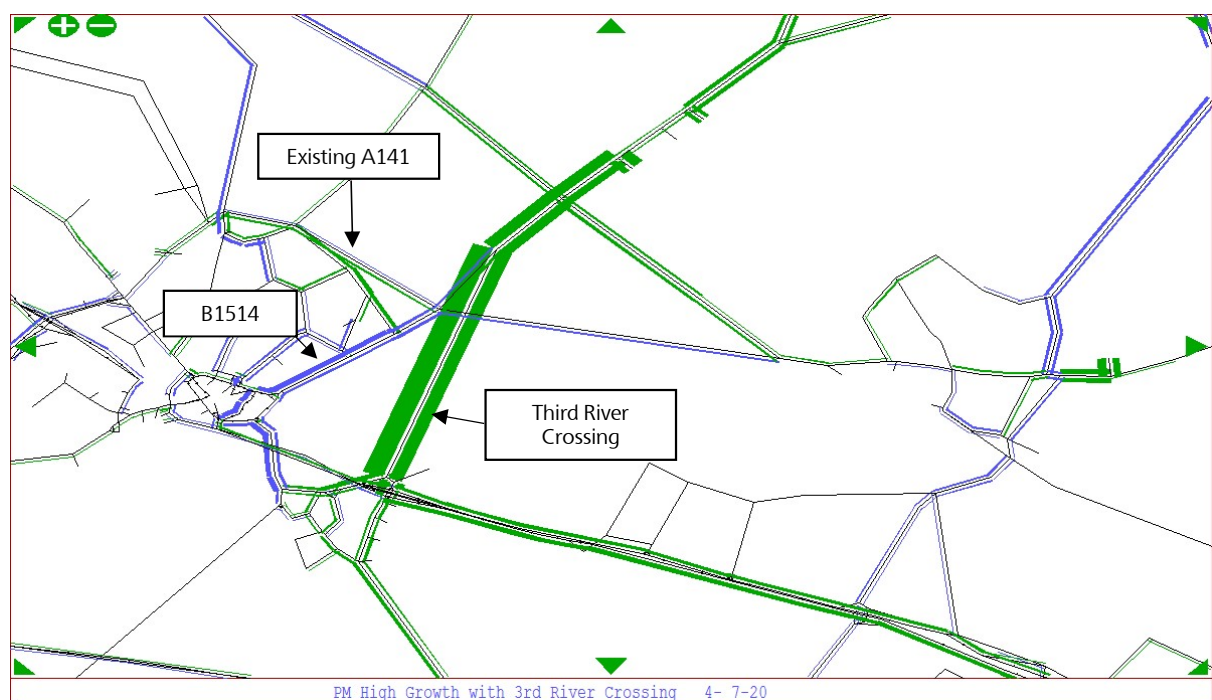 Existing A141
B1514
Third River
Crossing
PM High Growth with 3rd River Crossing 4- 7-20